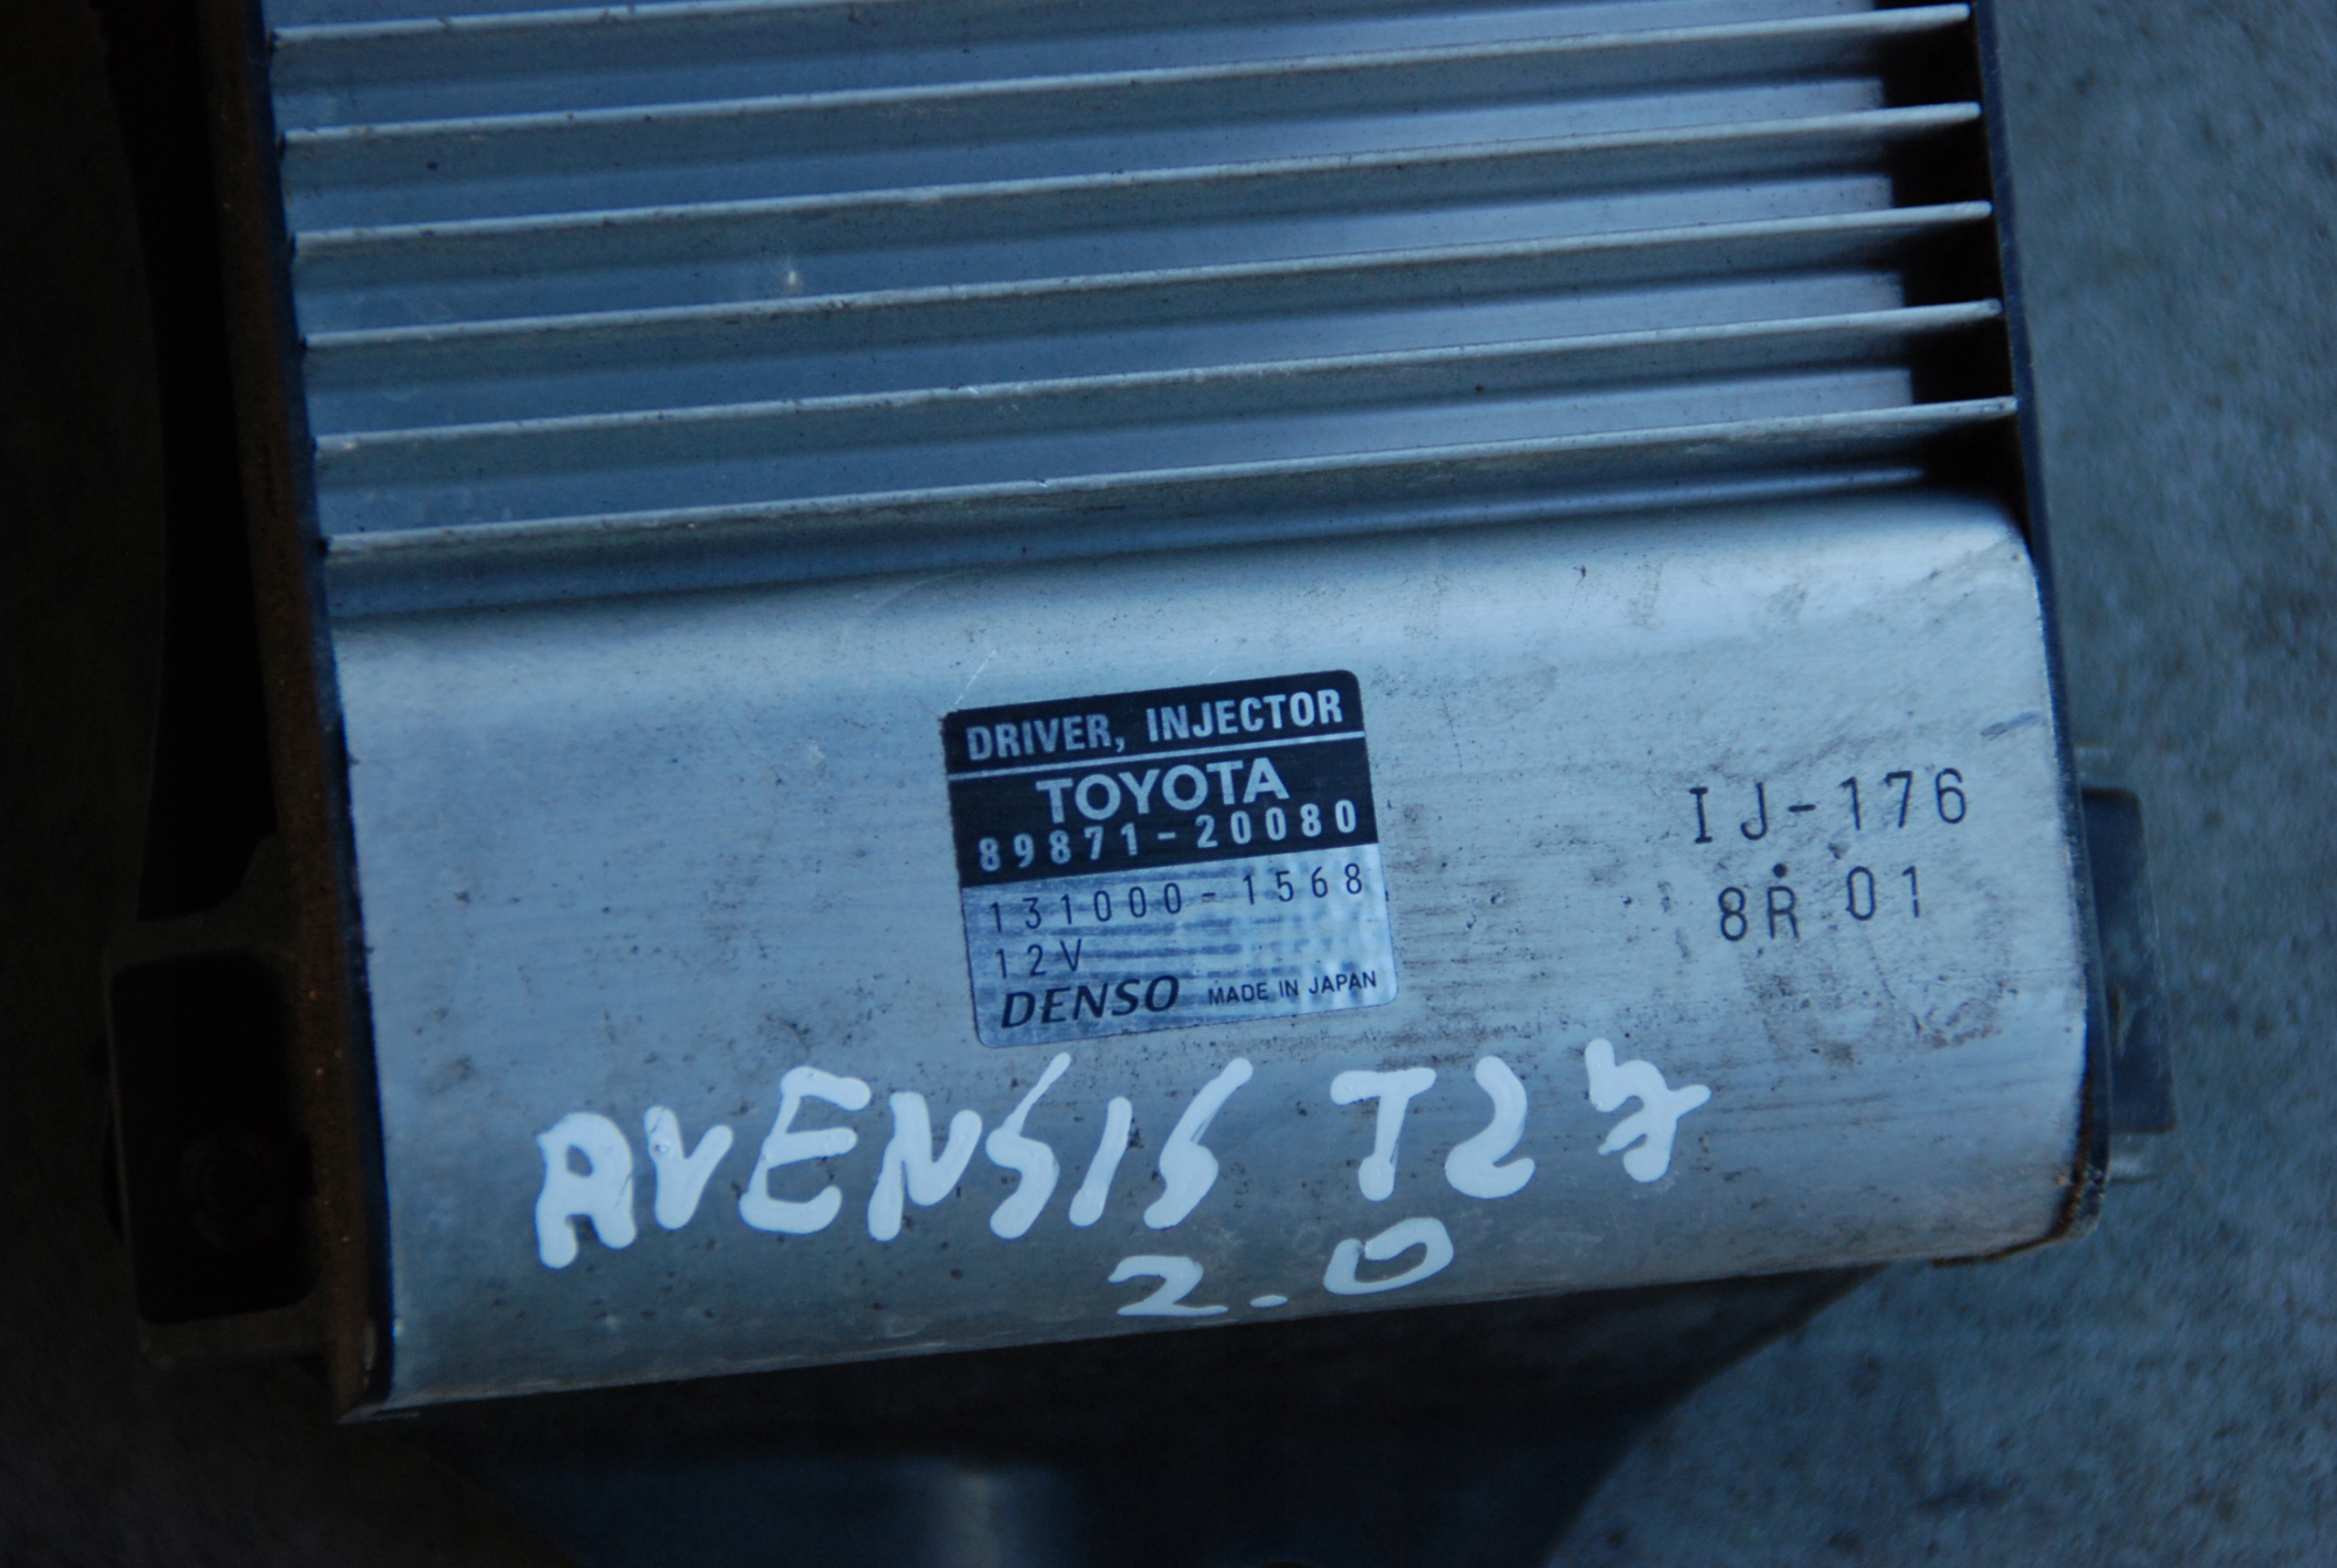 DRIVER, INJECTOR
TOYOTA
89871-20080
131000-1568
12V
DENSO MADE IN JAPAN
IJ-176
8R 01
AVENSIS T27
2.0